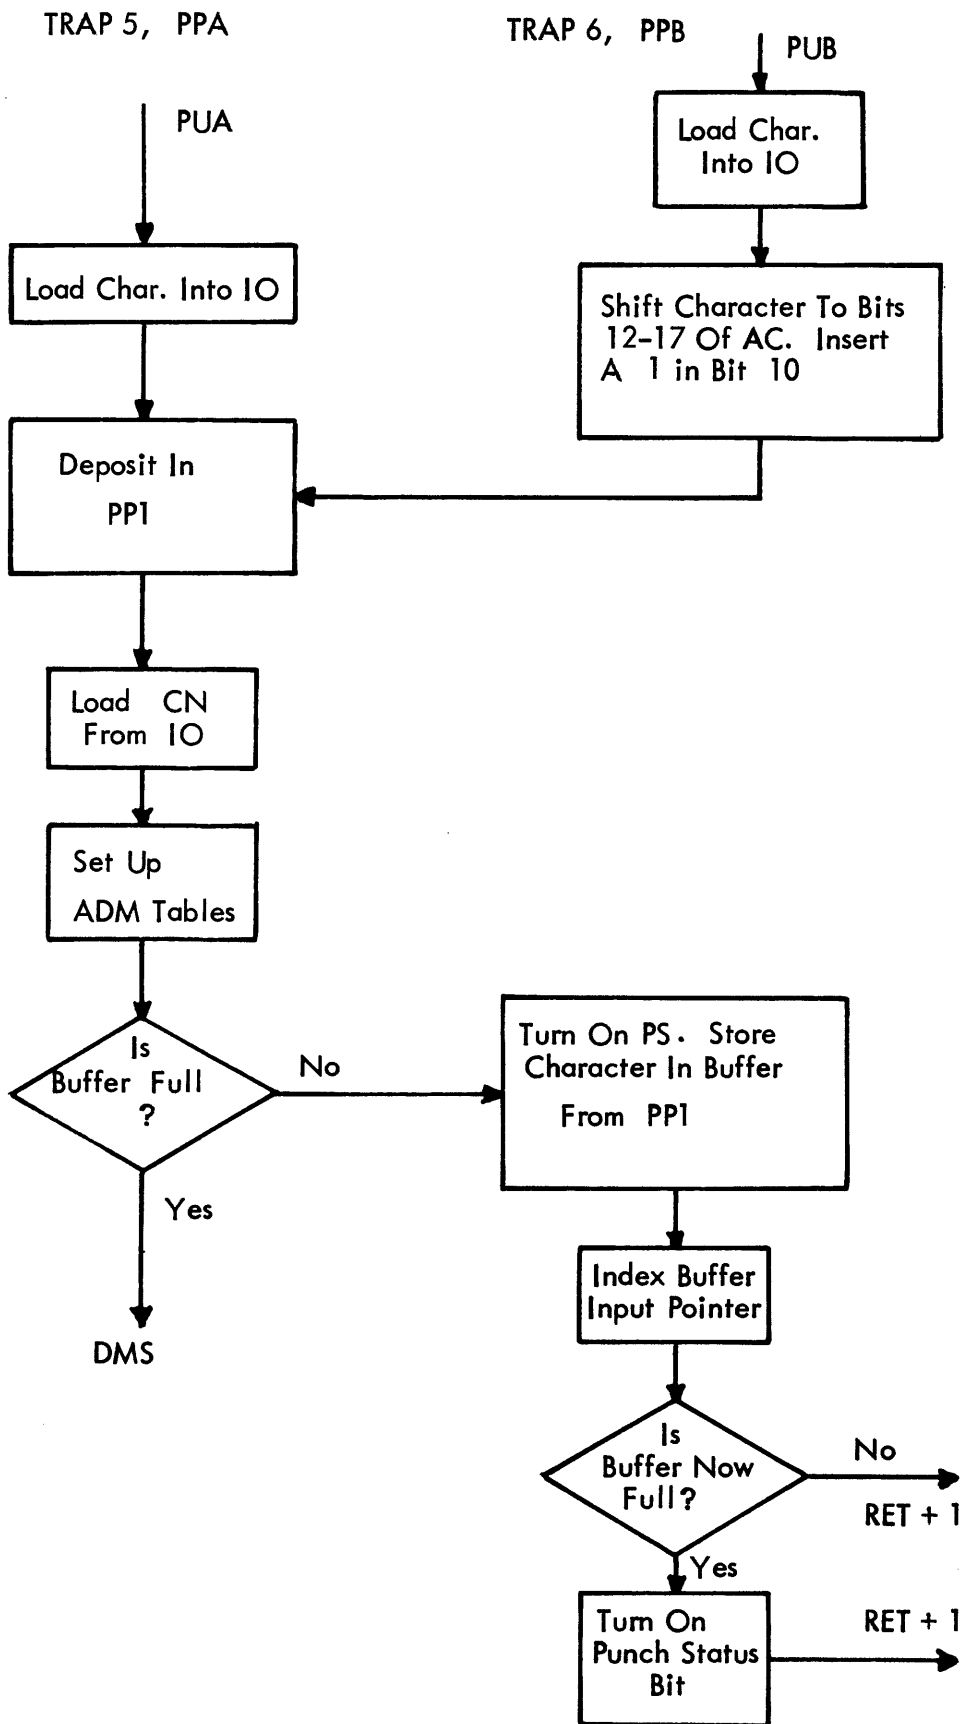 TRAP 5, PPA
PUA
Load Char. Into IO
TRAP 6, PPB
PUB
Load Char.
Into IO
Shift Character To Bits
12-17 Of AC. Insert
A 1 in Bit 10
Deposit In
PP1
Load CN
From IO
Set Up
ADM Tables
Is
Buffer Full
?
No
Yes
DMS
Turn On PS. Store
Character In Buffer
From PP1
Index Buffer
Input Pointer
Is
Buffer Now
Full?
No
RET + 1
Yes
Turn On
Punch Status
Bit
RET + 1